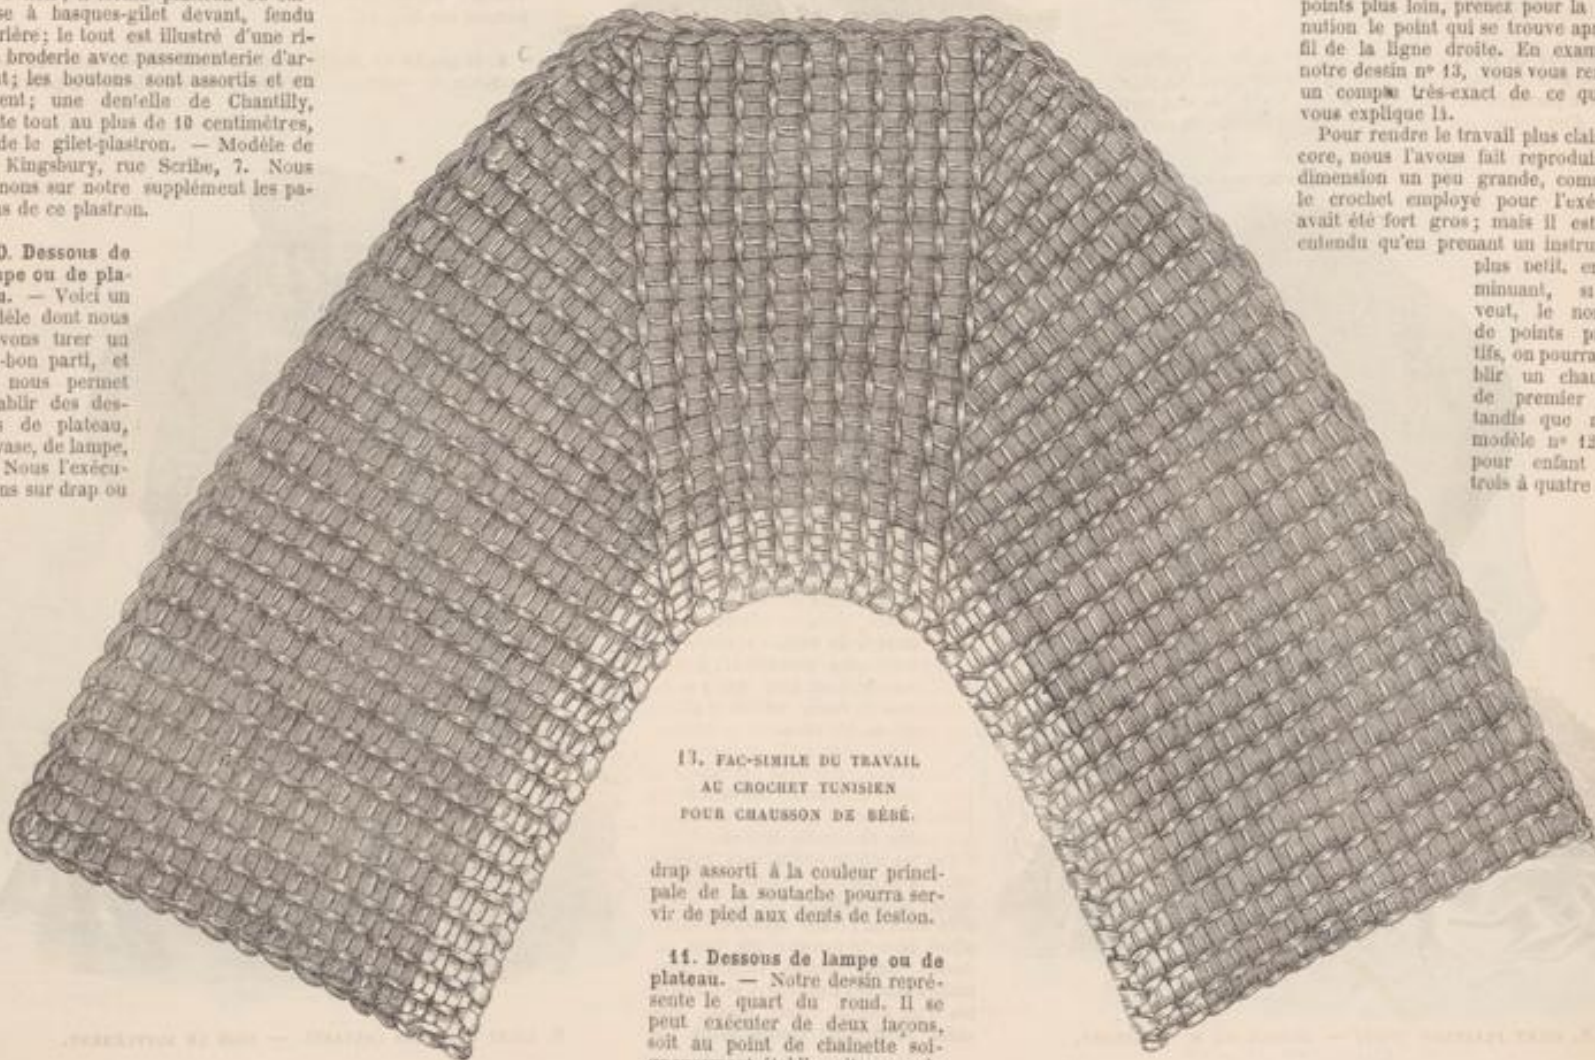 se à basques-gilet devant, fendu
rière; le tout est illustré d'une ri-
broderie avec passementerie d'ar-
t; les boutons sont assortis et en
ent; une dentelle de Chantilly,
te tout au plus de 10 centimètres,
de le gilet-plastron. — Modèle de
Kingsbury, rue Scribe, 7. Nous
nons sur notre supplément les pa-
s de ce plastron.
0. Dessous de
pe ou de pla-
u. — Voici un
dèle dont nous
vons tirer un
-bon parti, et
nous permet
ablir des des-
s de plateau,
vase, de lampe,
Nous l'exécu-
ns sur drap ou
13. FAC-SIMILE DU TRAVAIL
AU CROCHET TUNISIEN
POUR CHAUSSON DE BÉBÉ.
drap assorti à la couleur princi-
pale de la soutache pourra ser-
vir de pied aux dents de feston.
11. Dessous de lampe ou de
plateau. — Notre dessin repré-
sente le quart du rond. Il se
peut exécuter de deux façons,
soit au point de chaînette soi-
points plus loin, prenez pour la
nution le point qui se trouve ap
fil de la ligne droite. En exam
notre destin nº 13, vous vous re
un compte très-exact de ce qu
vous explique là.
Pour rendre le travail plus clai
core, nous l'avons fait reprodui
dimension un peu grande, com
le crochet employé pour l'exé
avait été fort gros; mais il est
entendu qu'en prenant un instru
plus petit, e
minuant, s
veut, le no
de points p
tifs, on pourra
blir un chau
de premier
tandis que
modèle nº 12
pour enfant
trois à quatre